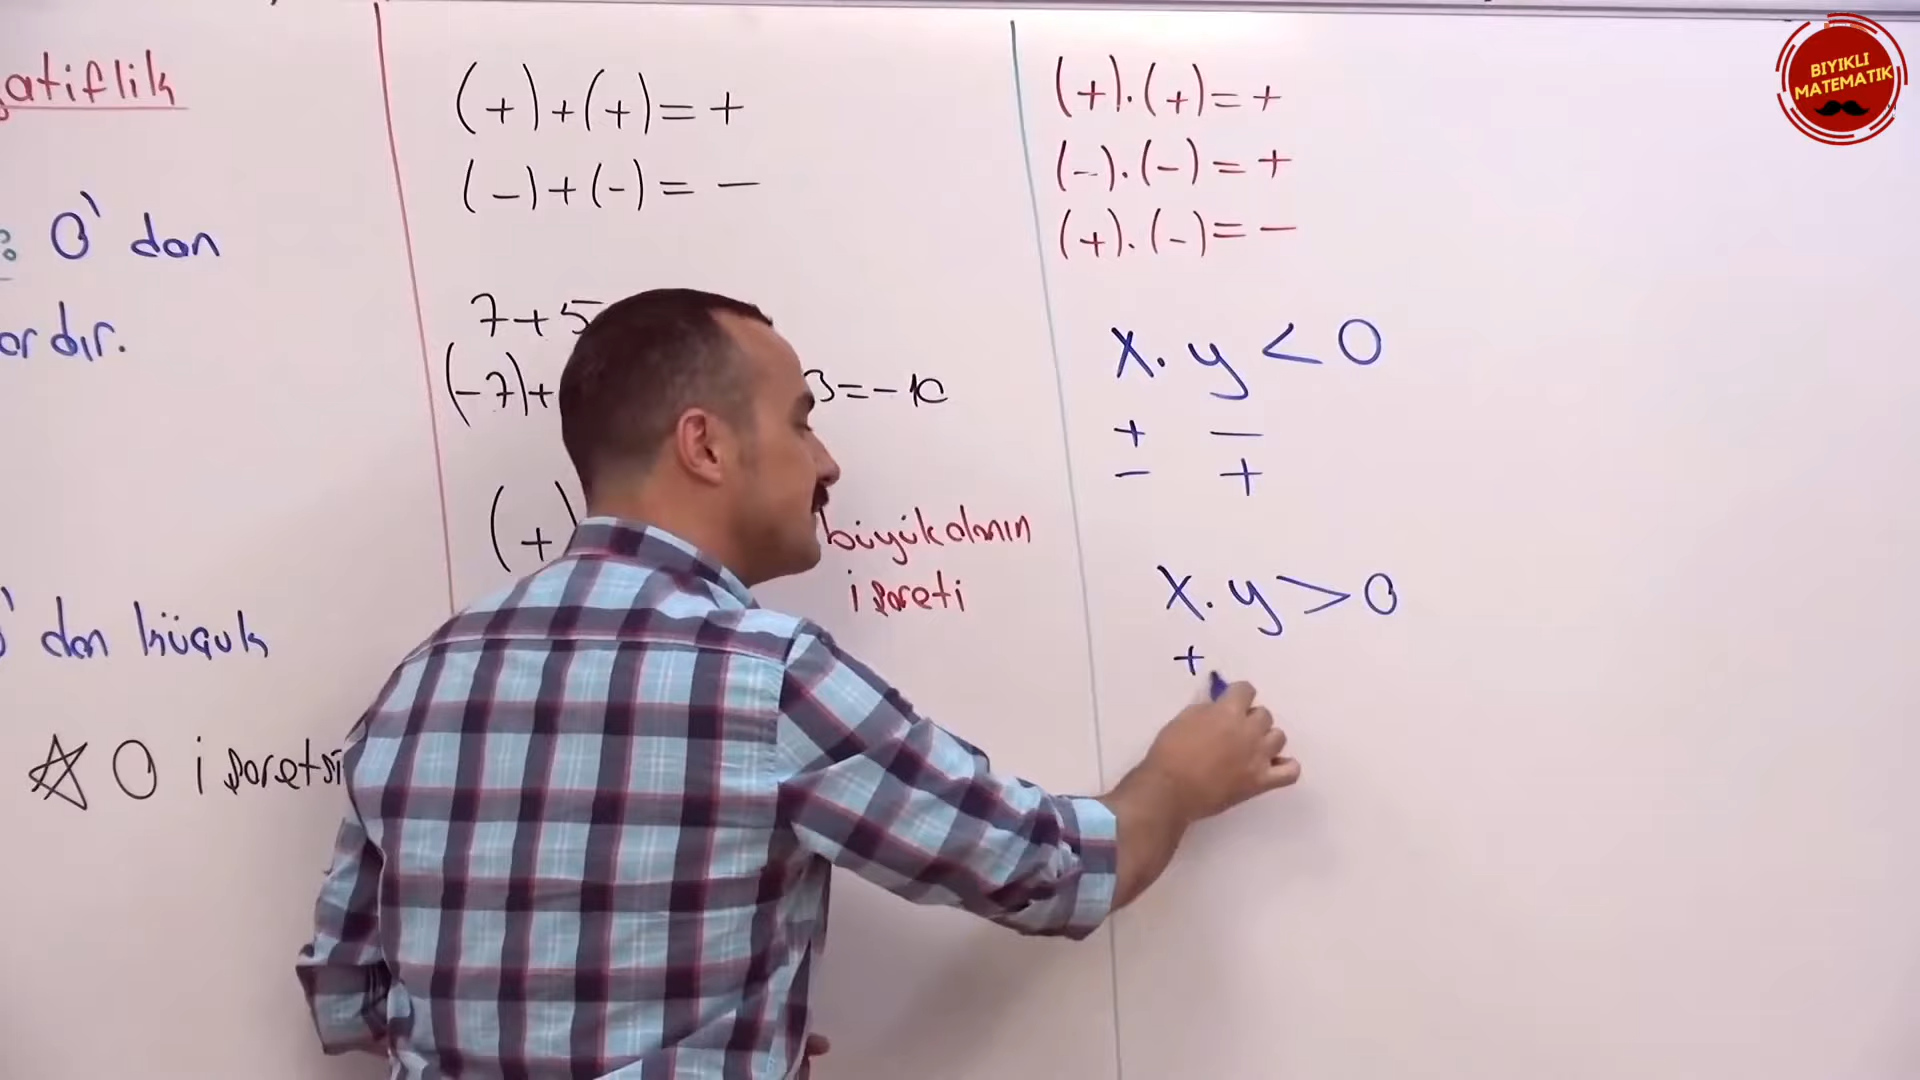 atiflik
0' dan
ordır.
' dan küçük
☆ 0 işaretsi
(+)+(+)=+
(-)+(-)=-
7+5
(-7)+
3=-10
(+)
büyük olanın
işareti
(+).(+)=+
(-).(-)=+
(+).(-)=-
x.y<0
+ -
- +
x.y>0
+
BIYIKLI
MATEMATİK